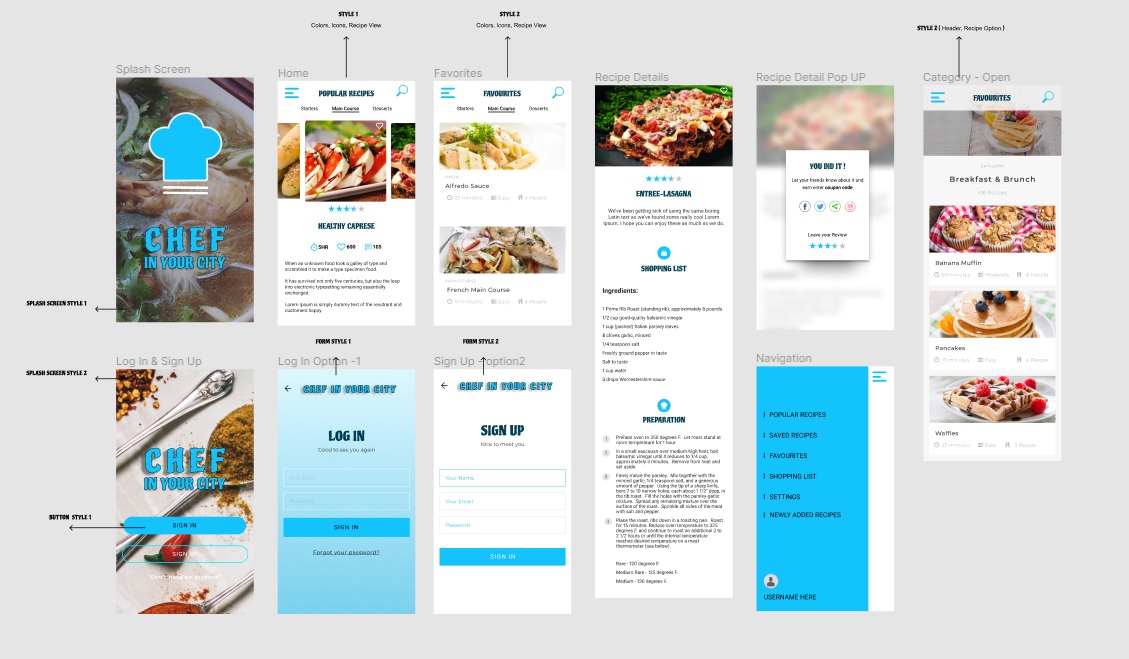 STYLE 1
Colors, Icons, Recipe View
STYLE 2
Colors, Icons, Recipe View
STYLE 2 ( Header, Recipe Option )
Splash Screen
CHEF
IN YOUR CITY
SPLASH SCREEN STYLE 1
Home
POPULAR RECIPES
Starters
Main Course
Desserts
HEALTHY CAPRESE
5HR
600
105
When an unknown food took a galley of type and
scrambled it to make a type specimen food.
It has survived not only five centuries, but also the leap
into electronic typesetting remaining essentially
unchanged.
Lorem Ipsum is simply dummy text of the resutrant and
customers happy.
Favorites
FAVOURITES
Starters
Main Course
Desserts
PASTA
Alfredo Sauce
25 minutes
Easy
4 People
MAIN COURSE
French Main Course
Easy
4 People
Recipe Details
ENTREE-LASAGNA
We've been getting sick of using the same boring
Latin text so we've found some really cool Lorem
Ipsum. I hope you can enjoy these as much as we do.
SHOPPING LIST
Ingredients:
1 Prime Rib Roast (standing rib), approximately 8 pounds
1/2 cup good-quality balsamic vinegar
1 cup (packed) Italian parsley leaves
8 cloves garlic, minced
1/4 teaspoon salt
Freshly ground pepper to taste
Salt to taste
1 cup water
3 drops Worcestershire sauce
PREPARATION
1
Preheat oven to 350 degrees F. Let roast stand at
room temperature for 1 hour.
2
In a small saucepan over medium-high heat, boil
balsamic vinegar until it reduces to 1/4 cup,
approximately 3 minutes. Remove from heat and
set aside.
3
Finely mince the parsley. Mix together with the
minced garlic, 1/4 teaspoon salt, and a generous
amount of pepper. Using the tip of a sharp knife,
bore 7 to 10 narrow holes, each about 1 1/2" deep, in
the rib roast. Fill the holes with the parsley-garlic
mixture. Spread any remaining mixture over the
surface of the roast. Sprinkle all sides of the meat
with salt and pepper.
4
Place the roast, ribs down in a roasting pan. Roast
for 15 minutes. Reduce oven temperature to 325
degrees F. and continue to roast an additional 2 to
2 1/2 hours or until the internal temperature
reaches desired temperature on a meat
thermometer (see below).
Rare - 120 degrees F.
Medium Rare - 125 degrees F.
Medium - 130 degrees F.
Recipe Detail Pop UP
YOU DID IT !
Let your friends know about it and
earn enter coupon code
Leave your Review
Category - Open
FAVOURITES
CATEGORY
Breakfast & Brunch
Recipes
Banana Muffin
50 minutes
Moderate
6 People
Pancakes
15 minutes
Easy
4 People
Waffles
25 minutes
Easy
5 People
Log In & Sign Up
SPLASH SCREEN STYLE 2
CHEF
IN YOUR CITY
BUTTON STYLE 1
SIGN IN
SIGN UP
Don't have an account?
FORM STYLE 1
Log In Option -1
CHEF IN YOUR CITY
LOG IN
Good to see you again
Your Email
Password
SIGN IN
Forgot your password?
FORM STYLE 2
Sign Up -option2
CHEF IN YOUR CITY
SIGN UP
Nice to meet you
Your Name
Your Email
Password
SIGN IN
Navigation
POPULAR RECIPES
SAVED RECIPES
FAVOURITES
SHOPPING LIST
SETTINGS
NEWLY ADDED RECIPES
USERNAME HERE